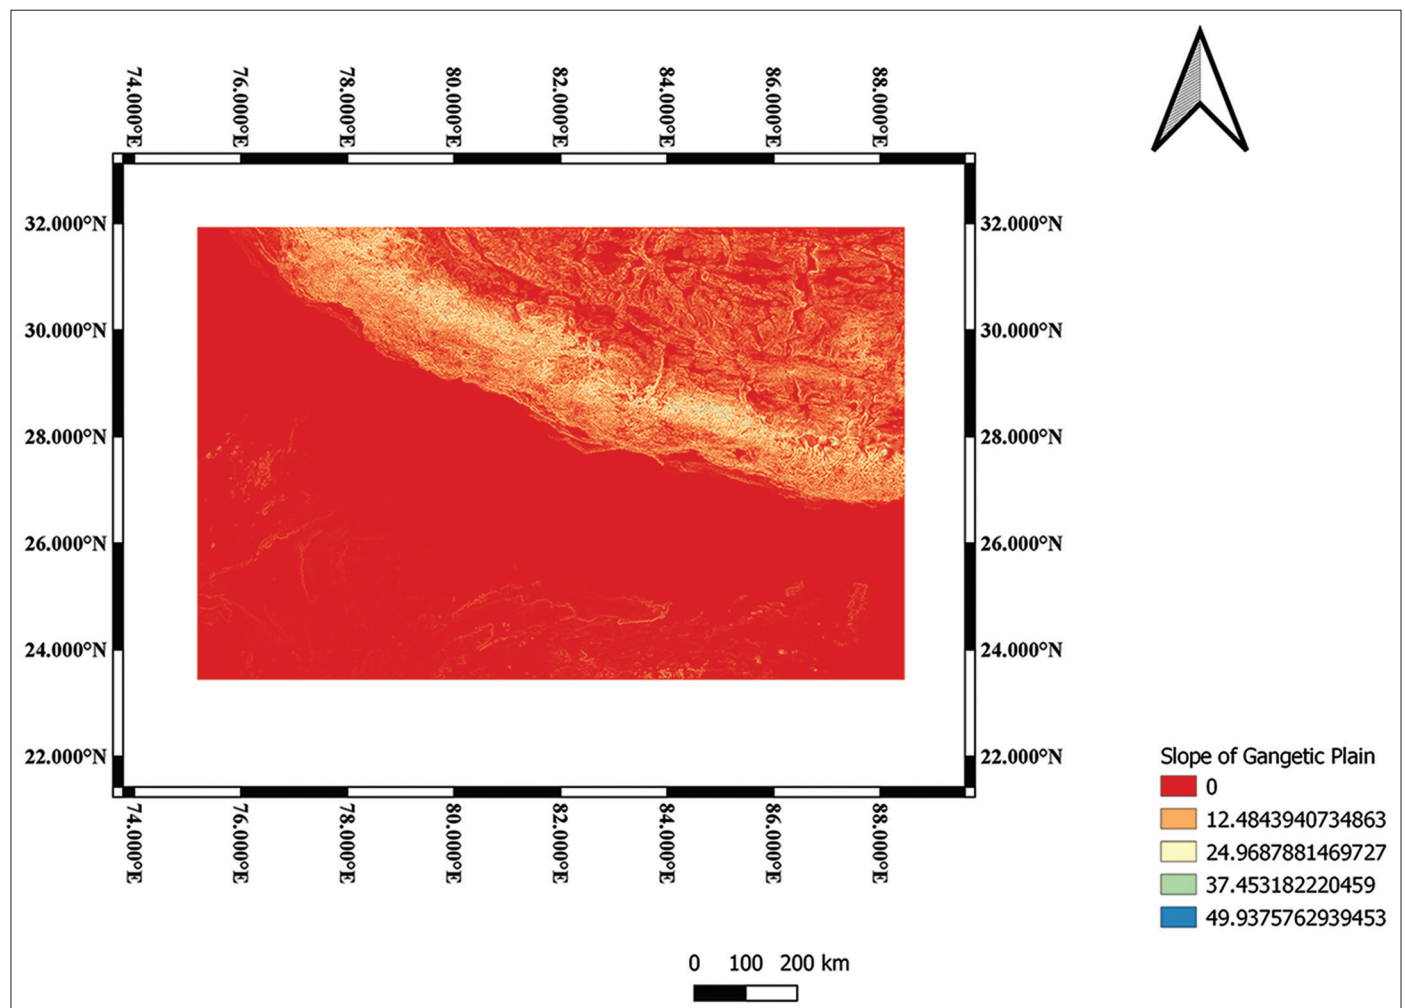 74.000°E 76.000°E 78.000°E 80.000°E 82.000°E 84.000°E 86.000°E 88.000°E
32.000°N 32.000°N
30.000°N 30.000°N
28.000°N 28.000°N
26.000°N 26.000°N
24.000°N 24.000°N
22.000°N 22.000°N
74.000°E 76.000°E 78.000°E 80.000°E 82.000°E 84.000°E 86.000°E 88.000°E
Slope of Gangetic Plain
0
12.4843940734863
24.9687881469727
37.453182220459
49.9375762939453
0 100 200 km